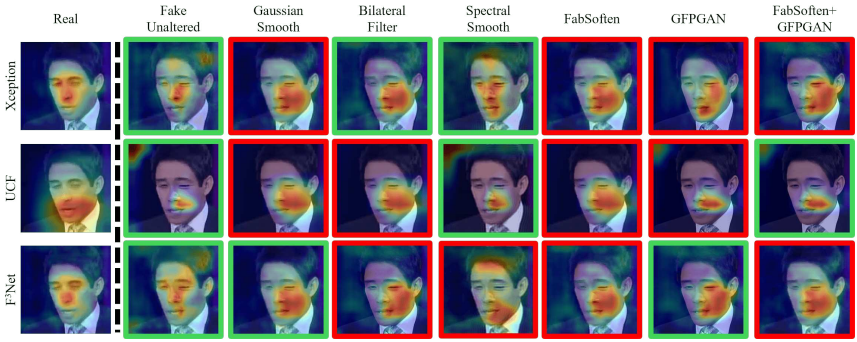 Real
Fake
Unaltered
Gaussian
Smooth
Bilateral
Filter
Spectral
Smooth
FabSoften
GFPGAN
FabSoften+
GFPGAN
Xception
UCF
F³Net